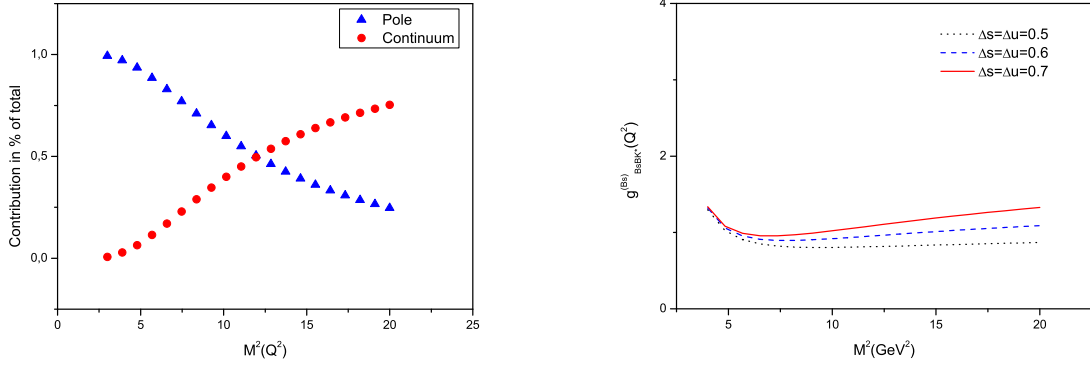 Pole
Continuum
1,0
0,5
0,0
Contribution in % of total
0
5
10
15
20
25
M²(Q²)
Δs=Δu=0.5
Δs=Δu=0.6
Δs=Δu=0.7
4
2
0
g^(Bs)_BsBK*(Q²)
5
10
15
20
M²(GeV²)